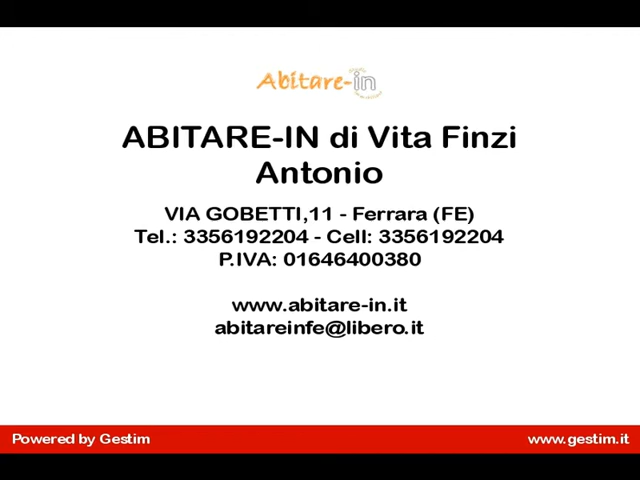 Abitare-in
ABITARE-IN di Vita Finzi
Antonio
VIA GOBETTI,11 - Ferrara (FE)
Tel.: 3356192204 - Cell: 3356192204
P.IVA: 01646400380
www.abitare-in.it
abitareinfe@libero.it
Powered by Gestim
www.gestim.it